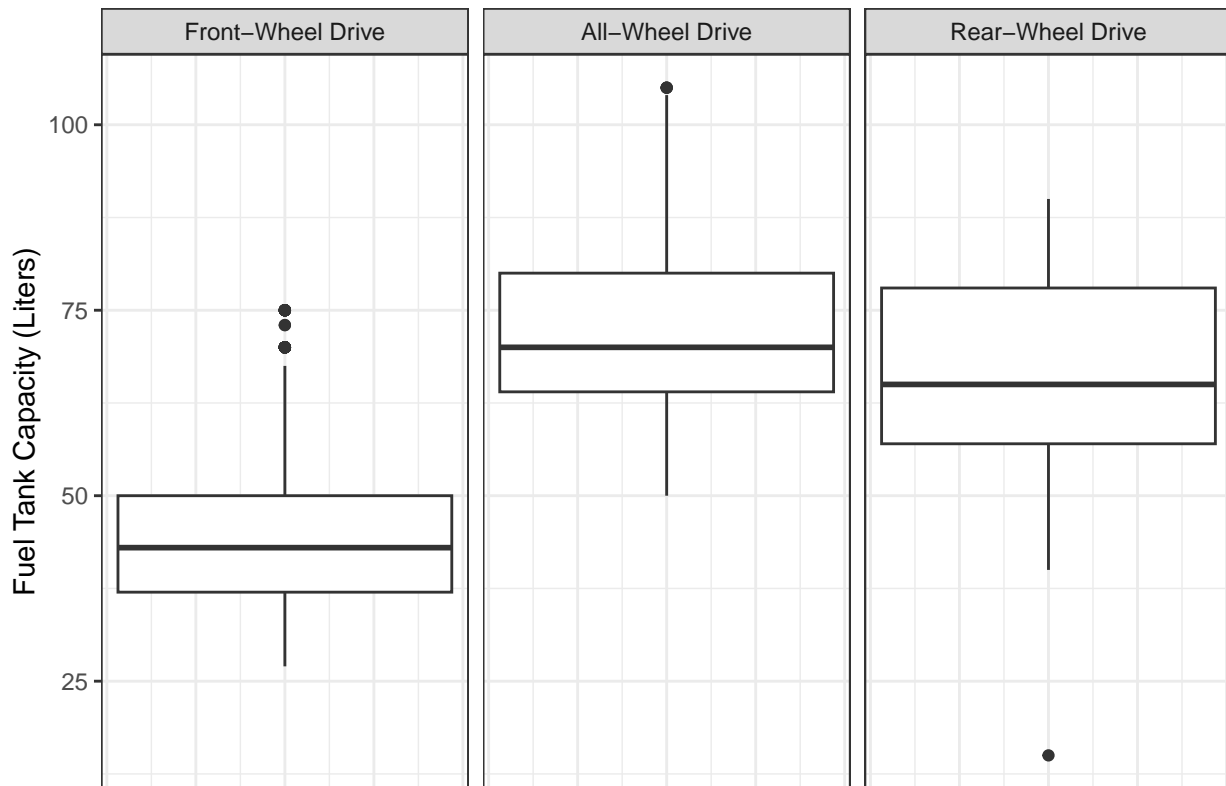 Front−Wheel Drive
All−Wheel Drive
Rear−Wheel Drive
Fuel Tank Capacity (Liters)
100
75
50
25